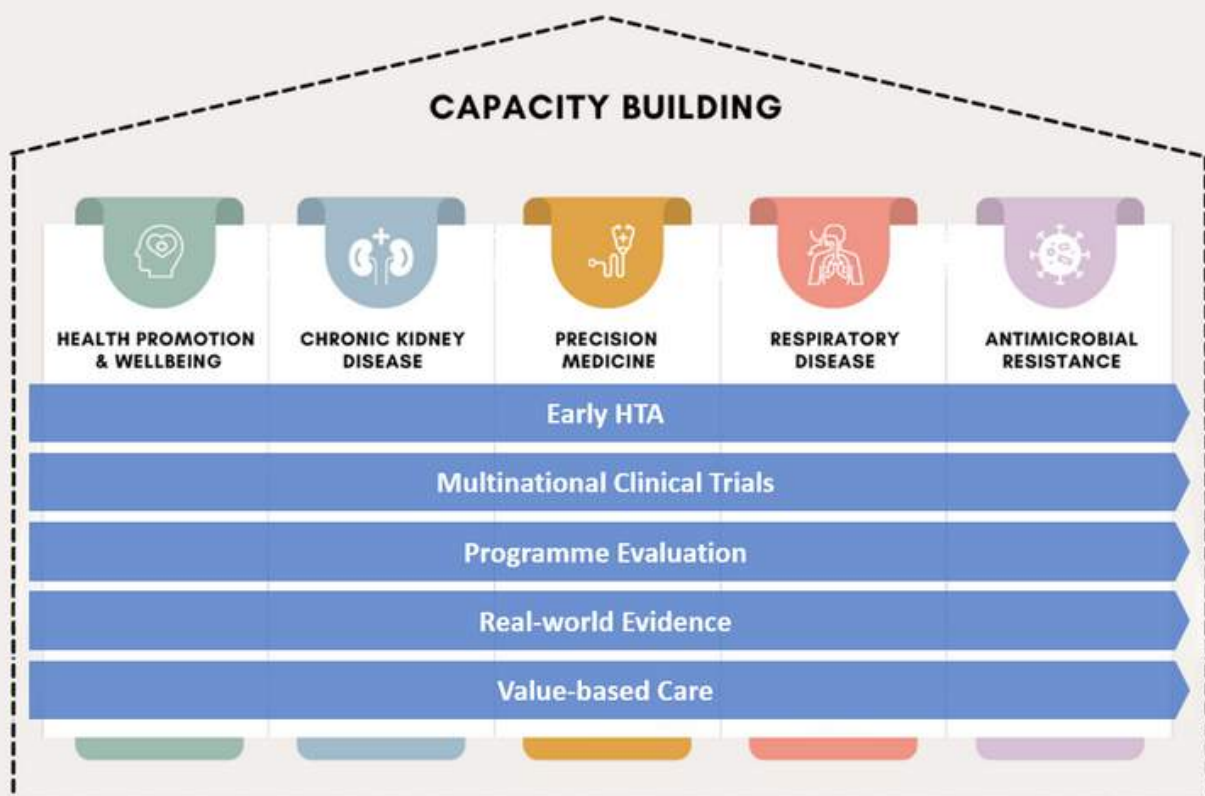 CAPACITY BUILDING
HEALTH PROMOTION
& WELLBEING
CHRONIC KIDNEY
DISEASE
PRECISION
MEDICINE
RESPIRATORY
DISEASE
ANTIMICROBIAL
RESISTANCE
Early HTA
Multinational Clinical Trials
Programme Evaluation
Real-world Evidence
Value-based Care